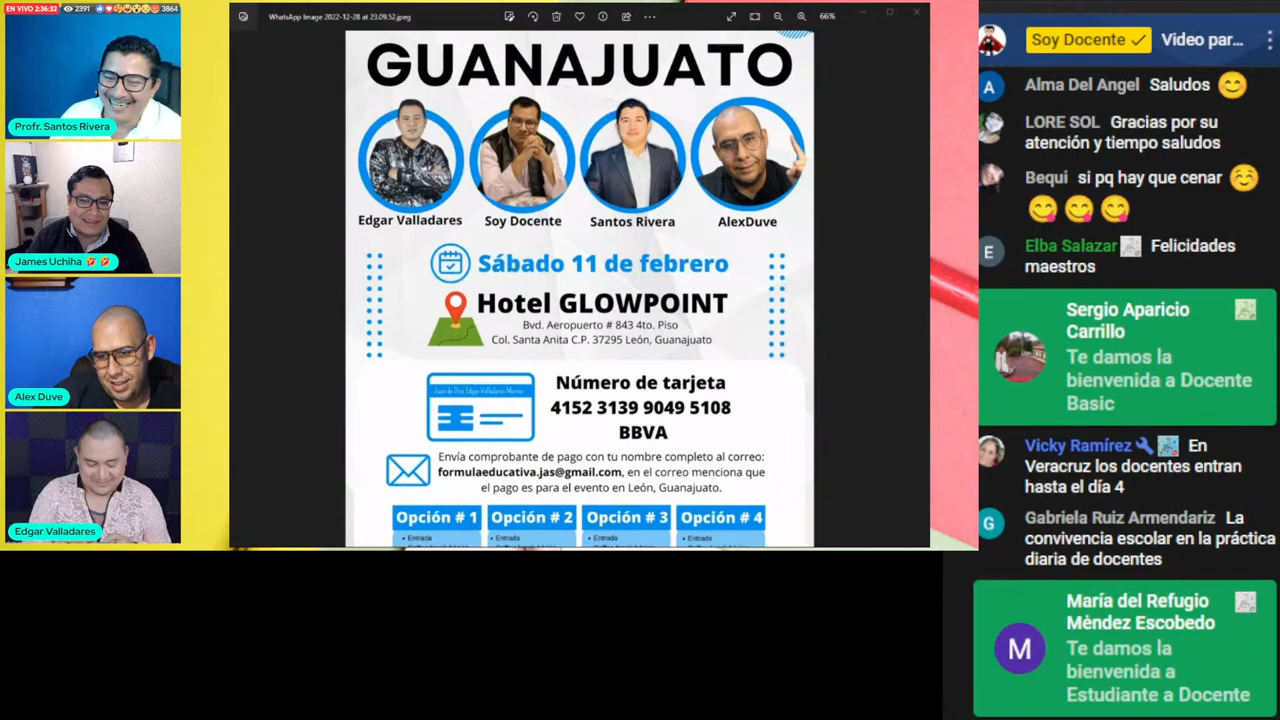 EN VIVO 2:36:32 2391 3864
Profr. Santos Rivera
James Uchiha 🤣 🤣
Alex Duve
Edgar Valladares
WhatsApp Image 2022-12-28 at 23.09.52.jpeg
66%
GUANAJUATO
Edgar Valladares Soy Docente Santos Rivera AlexDuve
Sábado 11 de febrero
Hotel GLOWPOINT
Bvd. Aeropuerto # 843 4to. Piso
Col. Santa Anita C.P. 37295 León, Guanajuato
Número de tarjeta
4152 3139 9049 5108
BBVA
Envía comprobante de pago con tu nombre completo al correo:
formulaeducativa.jas@gmail.com, en el correo menciona que
el pago es para el evento en León, Guanajuato.
Opción # 1 Opción # 2 Opción # 3 Opción # 4
• Entrada • Entrada • Entrada • Entrada
Soy Docente ✓ Video par...
A Alma Del Angel Saludos 😊
LORE SOL Gracias por su
atención y tiempo saludos
Bequi si pq hay que cenar ☺️
😋 😋 😋
E Elba Salazar Felicidades
maestros
Sergio Aparicio
Carrillo
Te damos la
bienvenida a Docente
Basic
Vicky Ramírez En
Veracruz los docentes entran
hasta el día 4
G Gabriela Ruiz Armendariz La
convivencia escolar en la práctica
diaria de docentes
María del Refugio
Méndez Escobedo
M Te damos la
bienvenida a
Estudiante a Docente